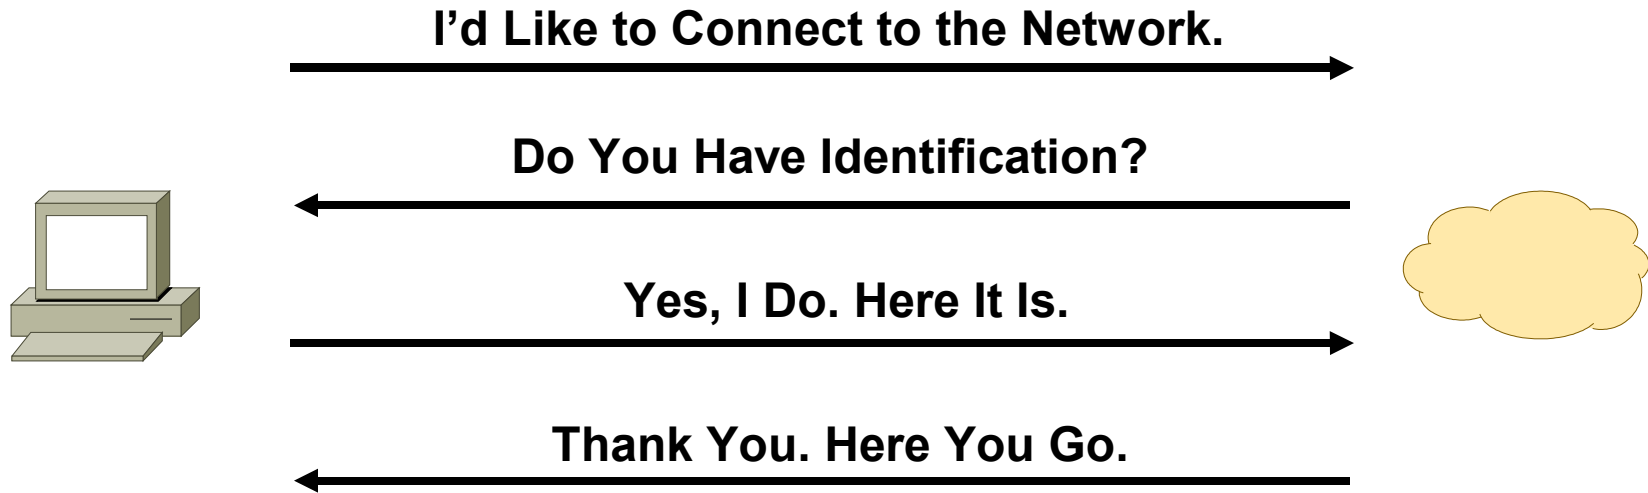 I’d Like to Connect to the Network.
Do You Have Identification?
Yes, I Do. Here It Is.
Thank You. Here You Go.